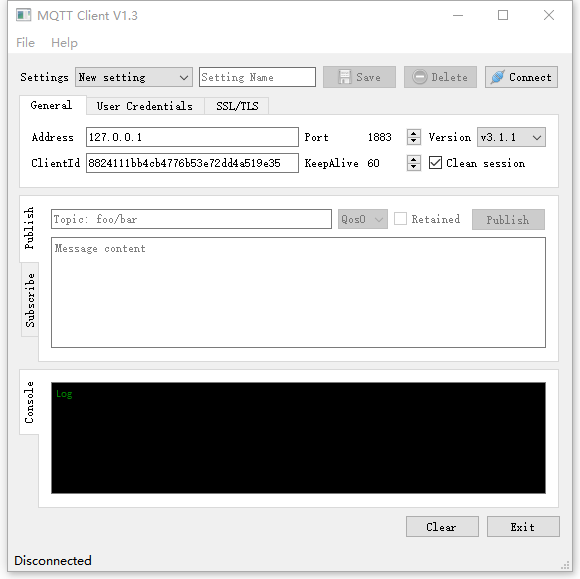 MQTT Client V1.3
File Help
Settings New setting Setting Name Save Delete Connect
General User Credentials SSL/TLS
Address 127.0.0.1 Port 1883 Version v3.1.1
ClientId 8824111bb4cb4776b53e72dd4a519e35 KeepAlive 60 Clean session
Publish
Topic: foo/bar Qos0 Retained Publish
Message content
Subscribe
Console
Log
Clear Exit
Disconnected